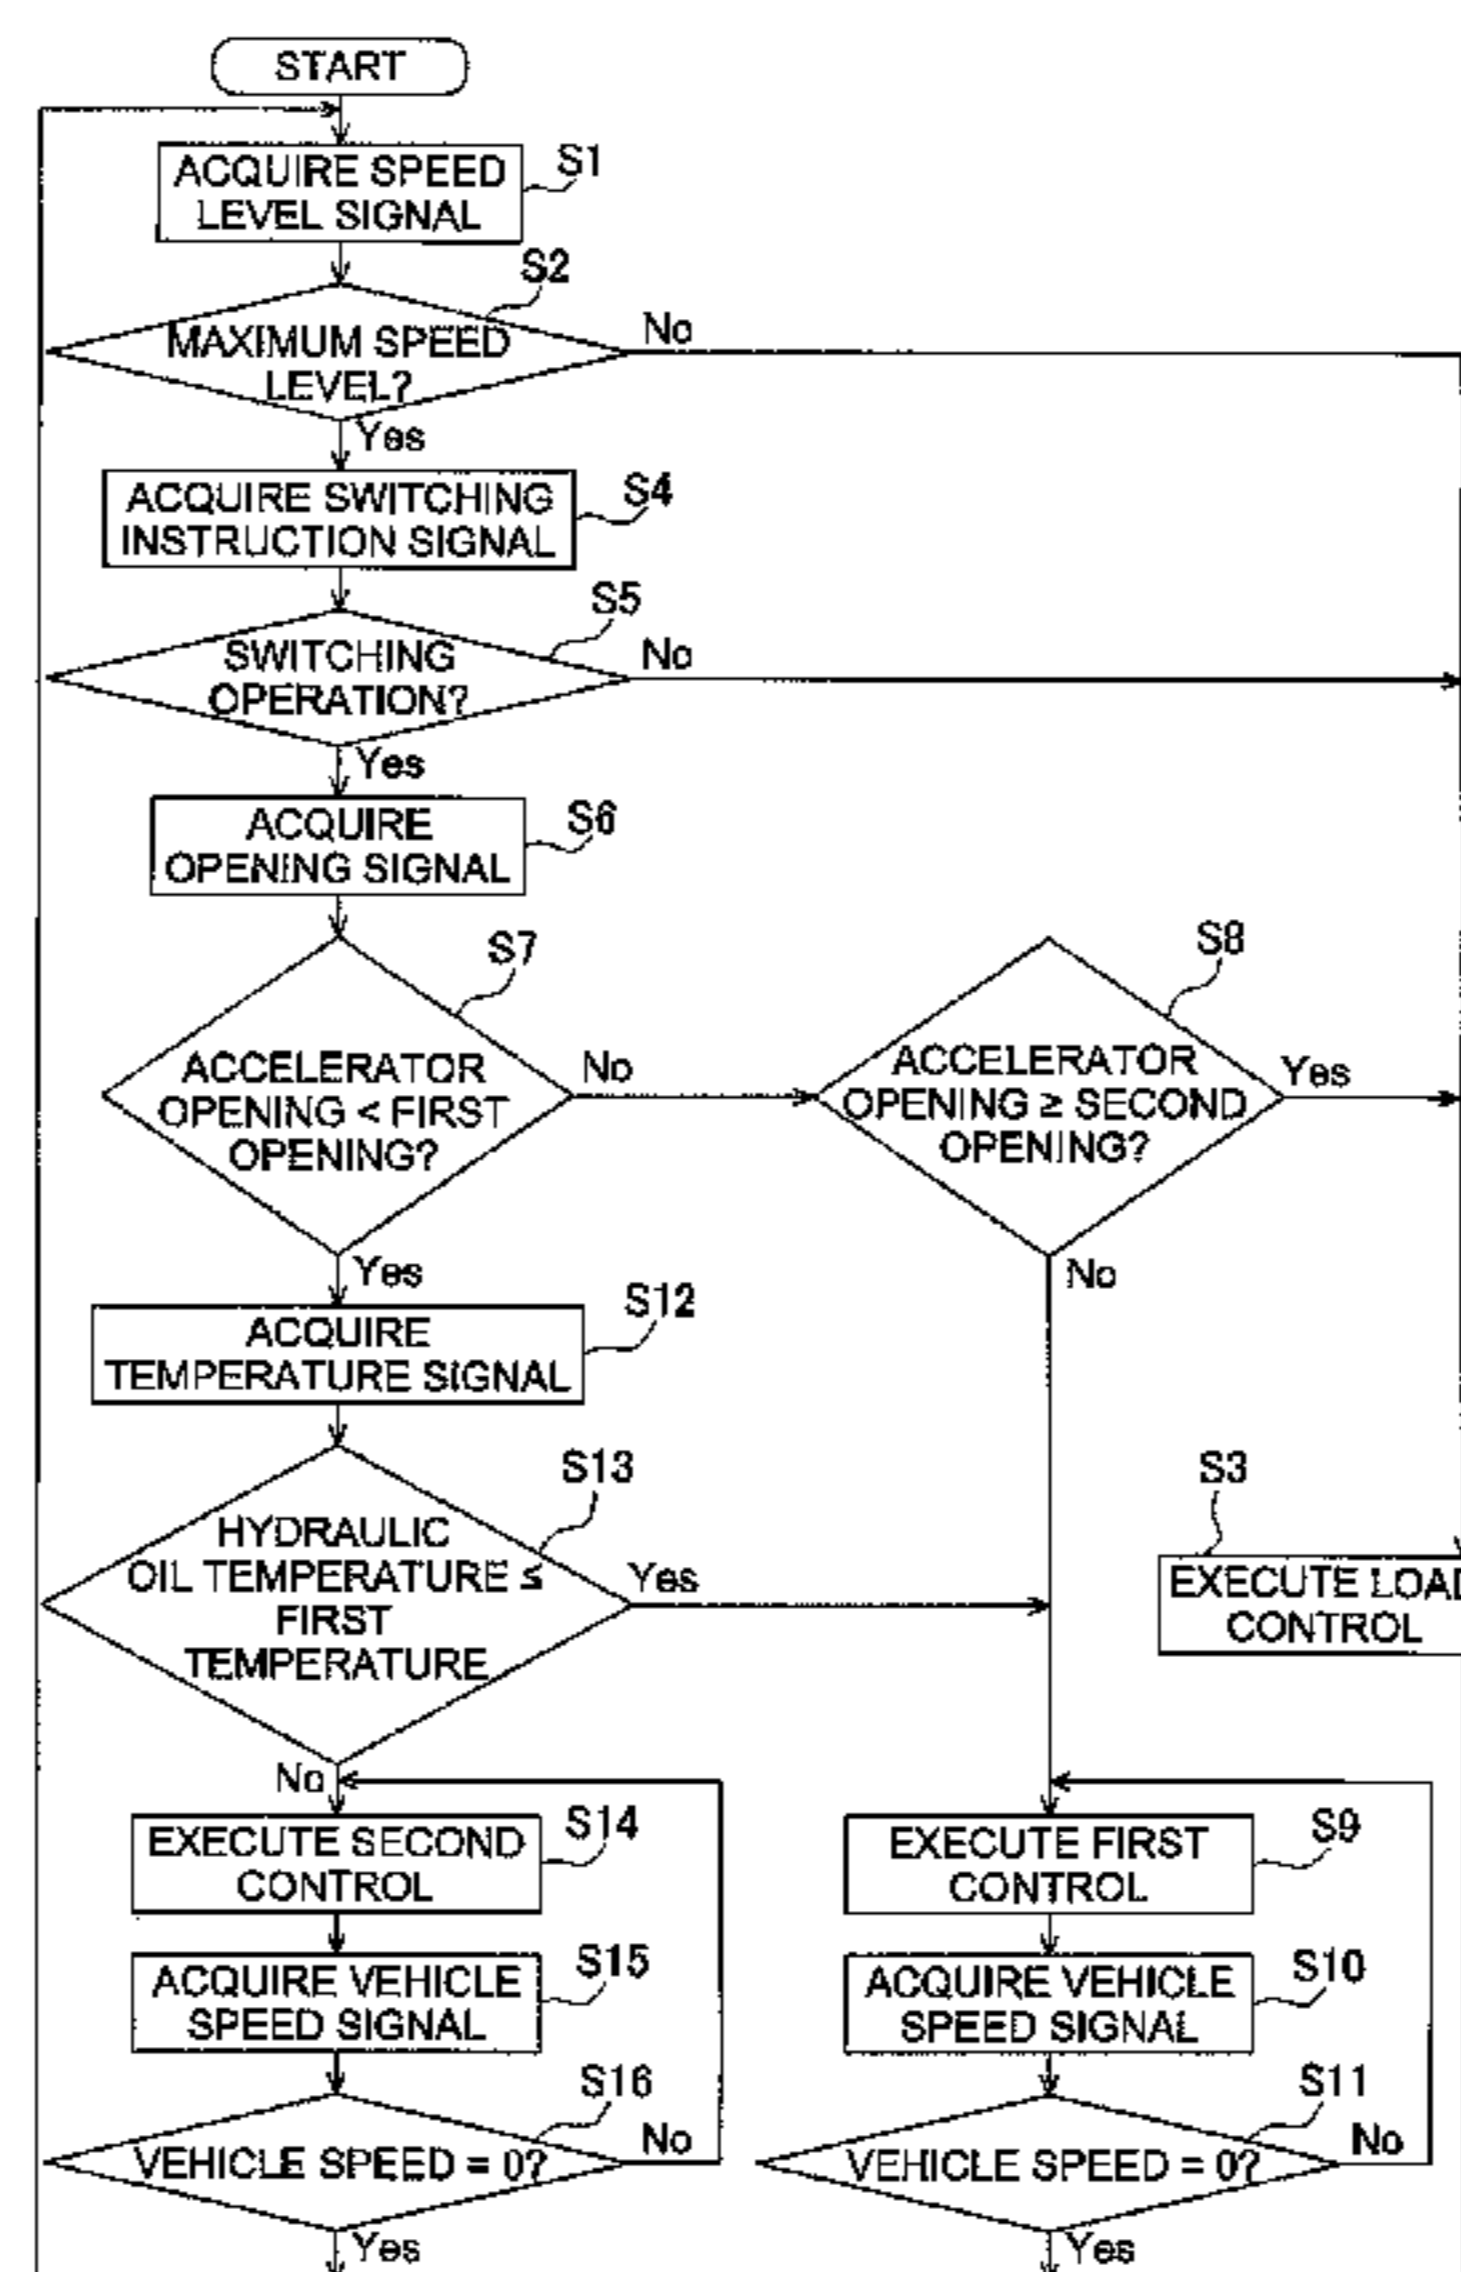 START
ACQUIRE SPEED
LEVEL SIGNAL
S1
MAXIMUM SPEED
LEVEL?
S2
No
Yes
ACQUIRE SWITCHING
INSTRUCTION SIGNAL
S4
SWITCHING
OPERATION?
S5
No
Yes
ACQUIRE
OPENING SIGNAL
S6
ACCELERATOR
OPENING < FIRST
OPENING?
S7
No
Yes
ACCELERATOR
OPENING ≥ SECOND
OPENING?
S8
Yes
No
ACQUIRE
TEMPERATURE SIGNAL
S12
HYDRAULIC
OIL TEMPERATURE ≤
FIRST
TEMPERATURE
S13
Yes
No
S3
EXECUTE LOAD
CONTROL
EXECUTE SECOND
CONTROL
S14
EXECUTE FIRST
CONTROL
S9
ACQUIRE VEHICLE
SPEED SIGNAL
S15
ACQUIRE VEHICLE
SPEED SIGNAL
S10
VEHICLE SPEED = 0?
S16
No
Yes
VEHICLE SPEED = 0?
S11
No
Yes